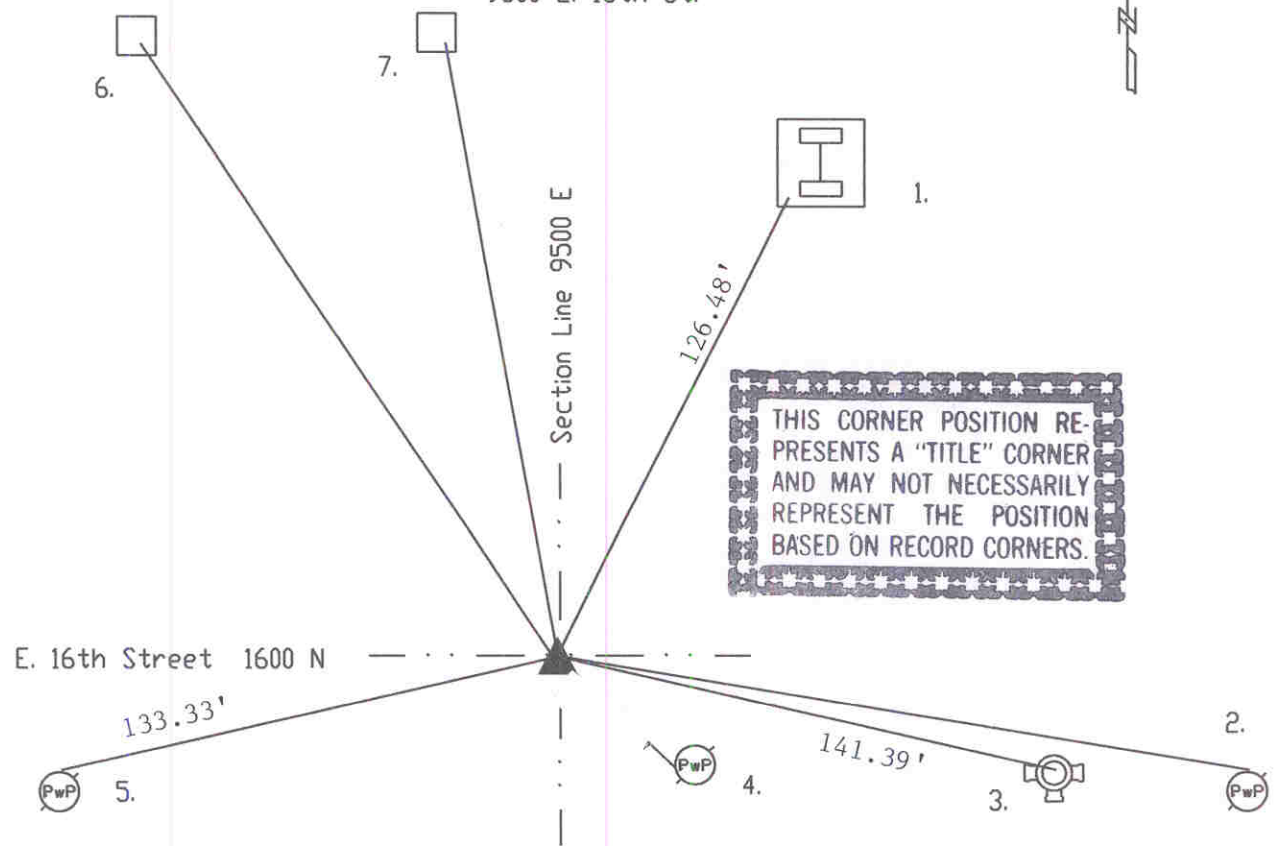 6.
7.
N
1.
Section Line 9500 E
126.48'
THIS CORNER POSITION RE-
PRESENTS A "TITLE" CORNER
AND MAY NOT NECESSARILY
REPRESENT THE POSITION
BASED ON RECORD CORNERS.
E. 16th Street 1600 N
133.33'
141.39'
2.
PwP
5.
PwP
4.
3.
PwP